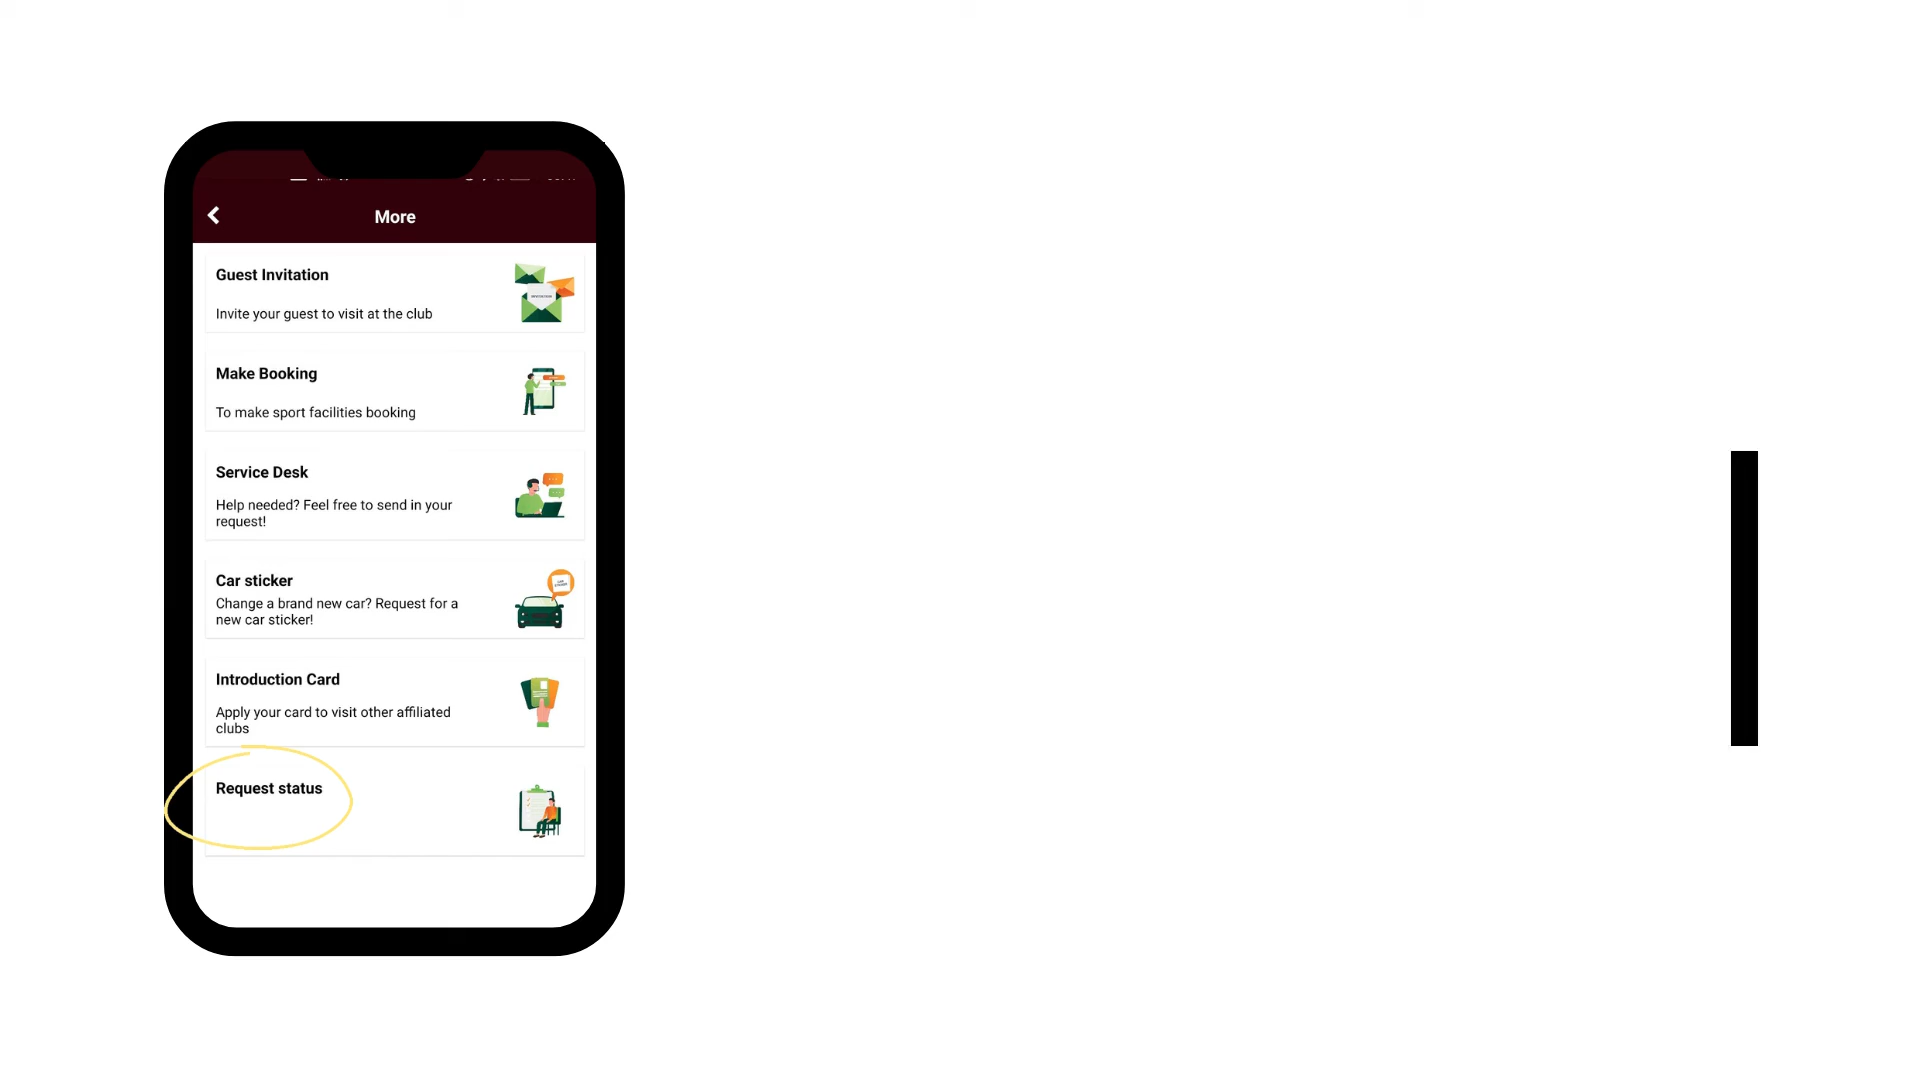 More
Guest Invitation
Invite your guest to visit at the club
Make Booking
To make sport facilities booking
Service Desk
Help needed? Feel free to send in your
request!
Car sticker
Change a brand new car? Request for a
new car sticker!
Introduction Card
Apply your card to visit other affiliated
clubs
Request status